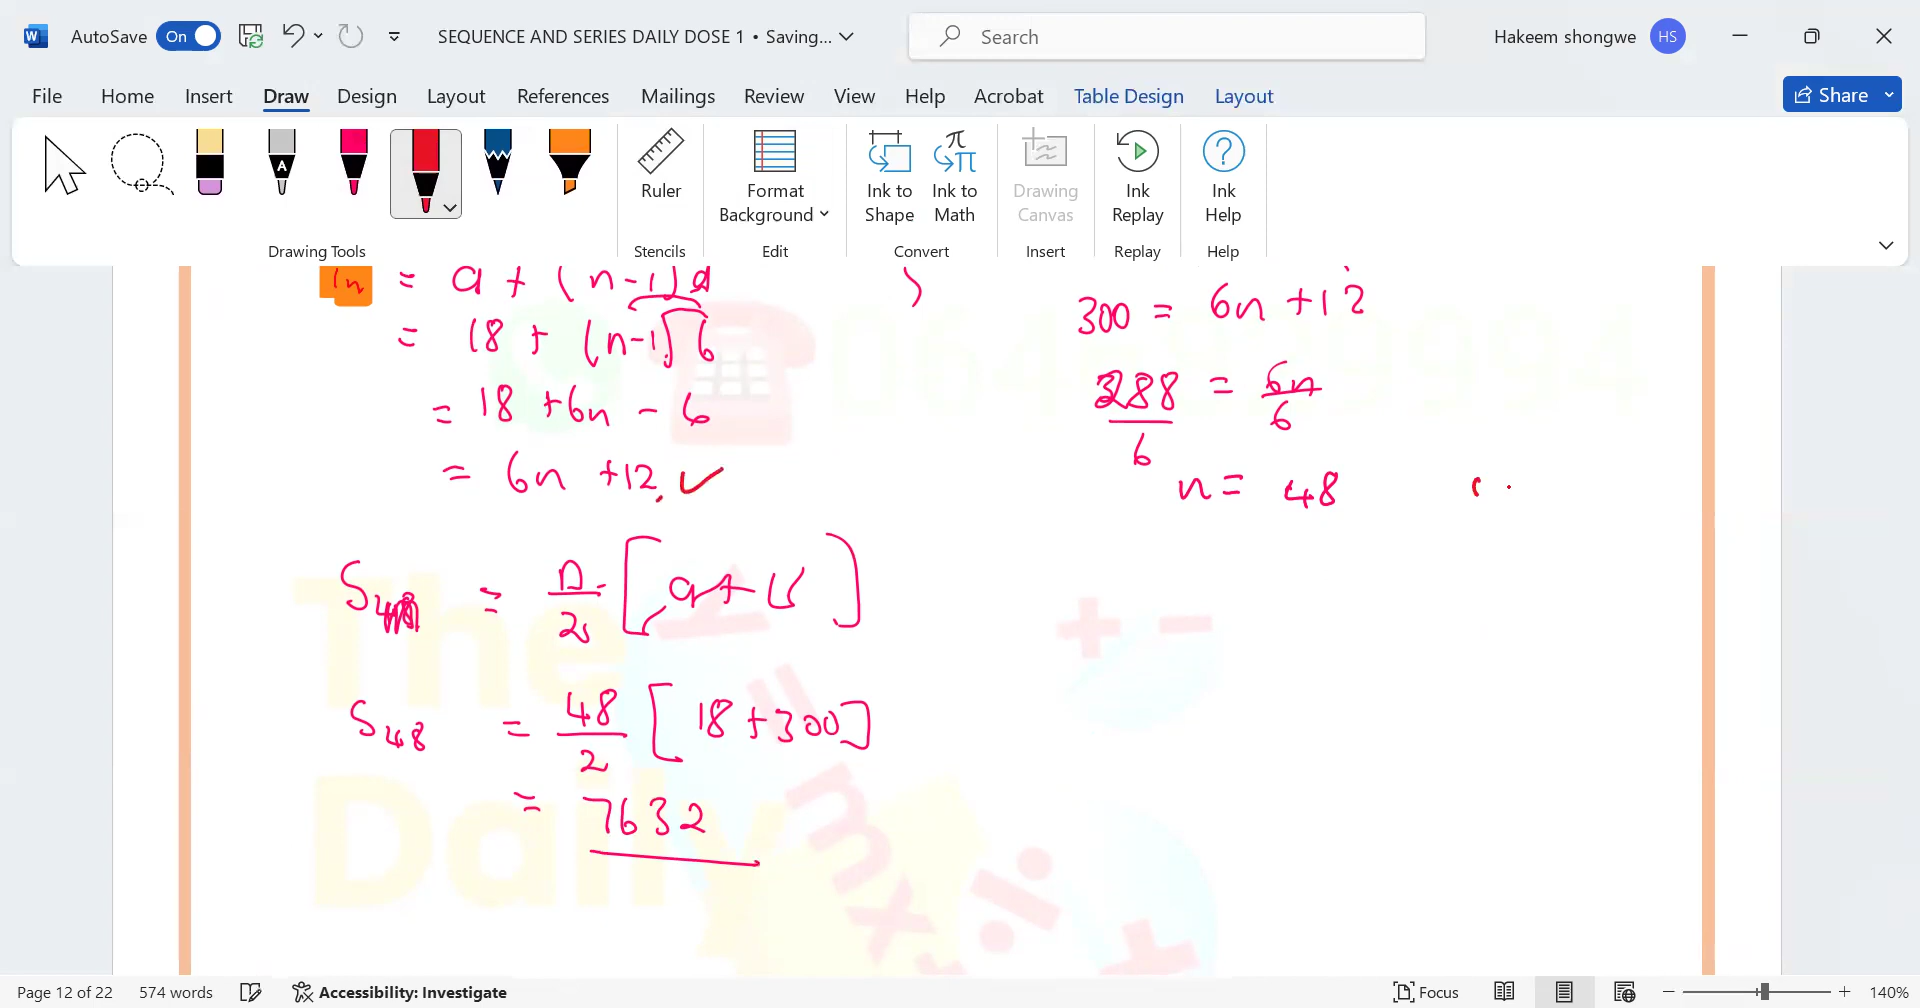 AutoSave On SEQUENCE AND SERIES DAILY DOSE 1 • Saving... Search Hakeem shongwe HS
File Home Insert Draw Design Layout References Mailings Review View Help Acrobat Table Design Layout Share
Ruler Format Background Ink to Shape Ink to Math Drawing Canvas Ink Replay Ink Help
Drawing Tools Stencils Edit Convert Insert Replay Help
Tn = a + (n-1)d
= 18 + (n-1)6
= 18 + 6n - 6
= 6n + 12 ✓
300 = 6n + 12
288/6 = 6n/6
n = 48
= n/2 [a + L]
S48 = 48/2 [18 + 300]
= 7632
The
Daily
Page 12 of 22 574 words Accessibility: Investigate Focus 140%